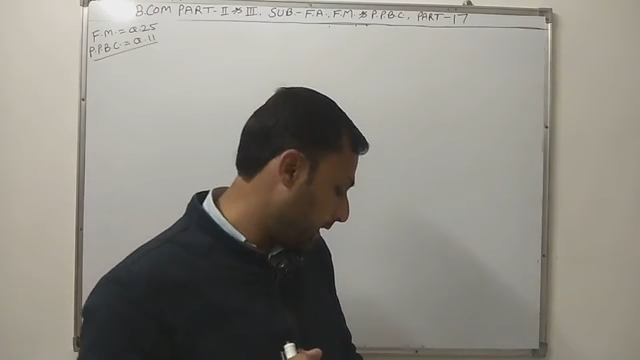 B.COM PART-II & III, SUB.-F.A., F.M. & P.P.B.C., PART-17
F.M. = Q.25
P.P.B.C. = Q.11